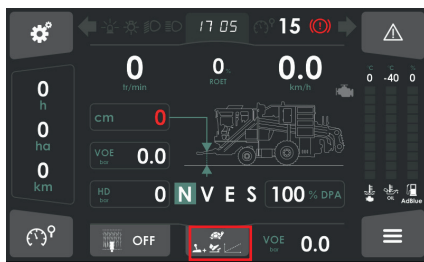 17 05 15
°C °C %
0 -40 0
0
tr/min
0 %
ROET
0.0
km/h
0
h
0
ha
0
km
cm 0
VOE
bar
0.0
HD
bar
0
N V E S
100 % DPA
OIL
AdBlue
OFF
VOE
bar
0.0